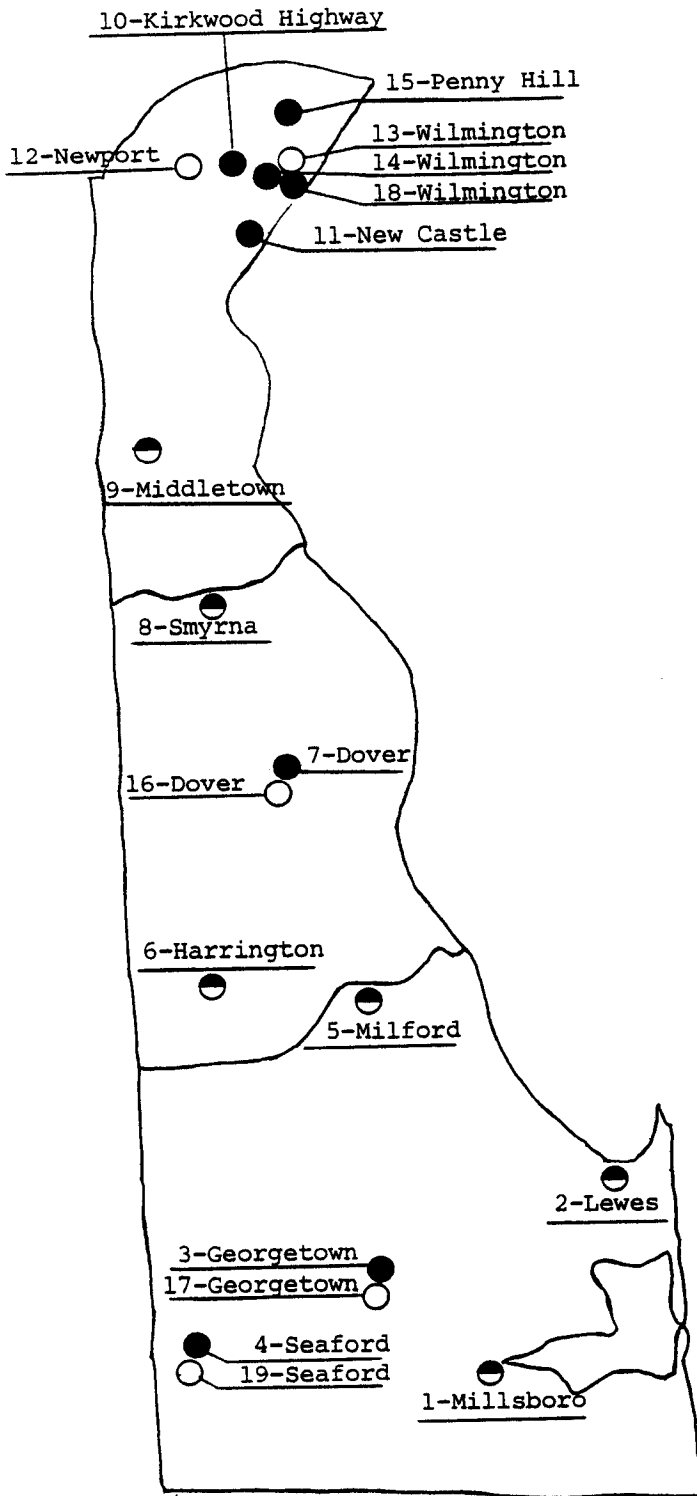 10-Kirkwood Highway
15-Penny Hill
13-Wilmington
12-Newport
14-Wilmington
18-Wilmington
11-New Castle
9-Middletown
8-Smyrna
7-Dover
16-Dover
6-Harrington
5-Milford
2-Lewes
3-Georgetown
17-Georgetown
4-Seaford
19-Seaford
1-Millsboro